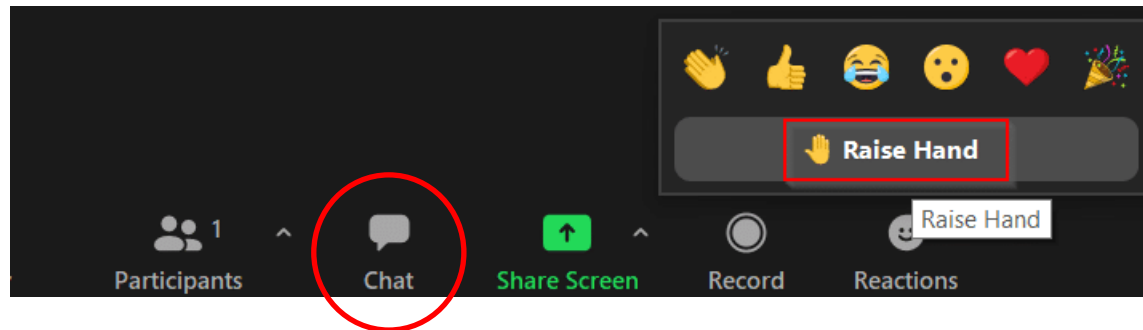 Raise Hand
Raise Hand
1
Participants
Chat
Share Screen
Record
Reactions